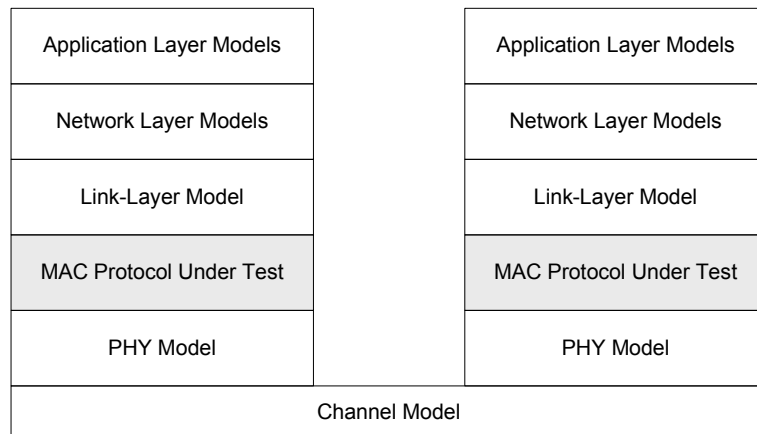 Application Layer Models
Network Layer Models
Link-Layer Model
MAC Protocol Under Test
PHY Model
Application Layer Models
Network Layer Models
Link-Layer Model
MAC Protocol Under Test
PHY Model
Channel Model